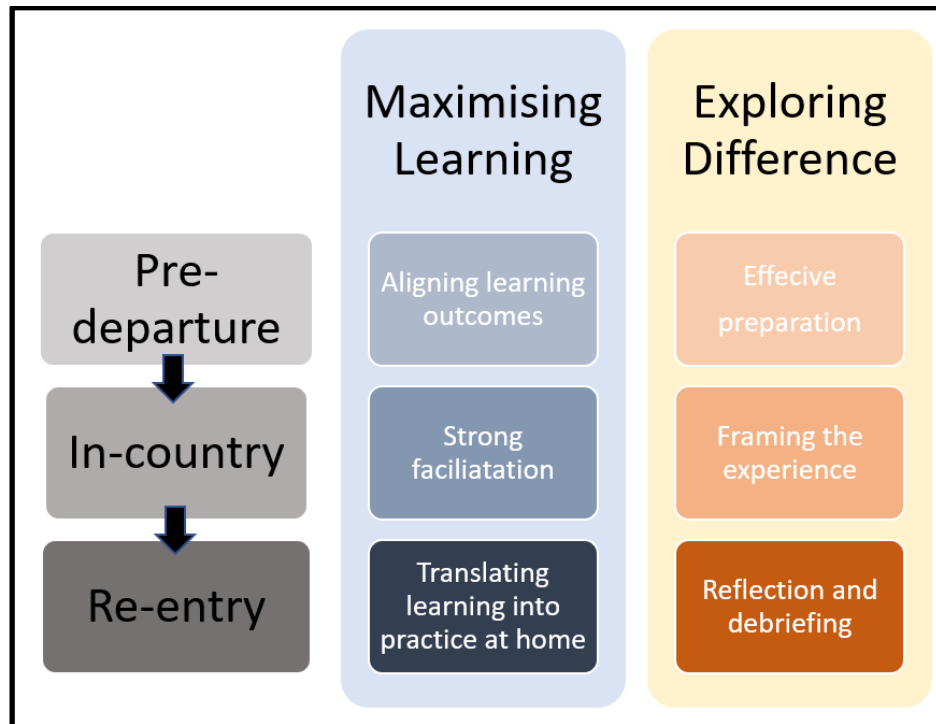 Maximising
Learning
Exploring
Difference
Pre-
departure
Aligning learning
outcomes
Effecive
preparation
In-country
Strong
faciliatation
Framing the
experience
Re-entry
Translating
learning into
practice at home
Reflection and
debriefing